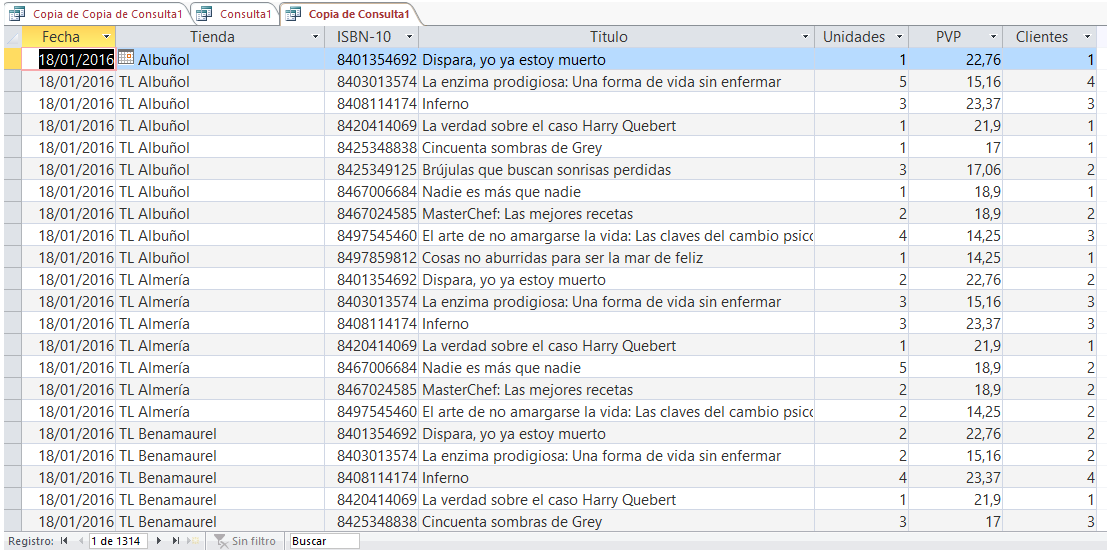 Copia de Copia de Consulta1 Consulta1 Copia de Consulta1
Fecha Tienda ISBN-10 Titulo Unidades PVP Clientes
18/01/2016 Albuñol 8401354692 Dispara, yo ya estoy muerto 1 22,76 1
18/01/2016 TL Albuñol 8403013574 La enzima prodigiosa: Una forma de vida sin enfermar 5 15,16 4
18/01/2016 TL Albuñol 8408114174 Inferno 3 23,37 3
18/01/2016 TL Albuñol 8420414069 La verdad sobre el caso Harry Quebert 1 21,9 1
18/01/2016 TL Albuñol 8425348838 Cincuenta sombras de Grey 1 17 1
18/01/2016 TL Albuñol 8425349125 Brújulas que buscan sonrisas perdidas 3 17,06 2
18/01/2016 TL Albuñol 8467006684 Nadie es más que nadie 1 18,9 1
18/01/2016 TL Albuñol 8467024585 MasterChef: Las mejores recetas 2 18,9 2
18/01/2016 TL Albuñol 8497545460 El arte de no amargarse la vida: Las claves del cambio psico 4 14,25 3
18/01/2016 TL Albuñol 8497859812 Cosas no aburridas para ser la mar de feliz 1 14,25 1
18/01/2016 TL Almería 8401354692 Dispara, yo ya estoy muerto 2 22,76 2
18/01/2016 TL Almería 8403013574 La enzima prodigiosa: Una forma de vida sin enfermar 3 15,16 3
18/01/2016 TL Almería 8408114174 Inferno 3 23,37 3
18/01/2016 TL Almería 8420414069 La verdad sobre el caso Harry Quebert 1 21,9 1
18/01/2016 TL Almería 8467006684 Nadie es más que nadie 5 18,9 2
18/01/2016 TL Almería 8467024585 MasterChef: Las mejores recetas 2 18,9 2
18/01/2016 TL Almería 8497545460 El arte de no amargarse la vida: Las claves del cambio psico 2 14,25 2
18/01/2016 TL Benamaurel 8401354692 Dispara, yo ya estoy muerto 2 22,76 2
18/01/2016 TL Benamaurel 8403013574 La enzima prodigiosa: Una forma de vida sin enfermar 2 15,16 2
18/01/2016 TL Benamaurel 8408114174 Inferno 4 23,37 4
18/01/2016 TL Benamaurel 8420414069 La verdad sobre el caso Harry Quebert 1 21,9 1
18/01/2016 TL Benamaurel 8425348838 Cincuenta sombras de Grey 3 17 3
Registro: 1 de 1314 Sin filtro Buscar